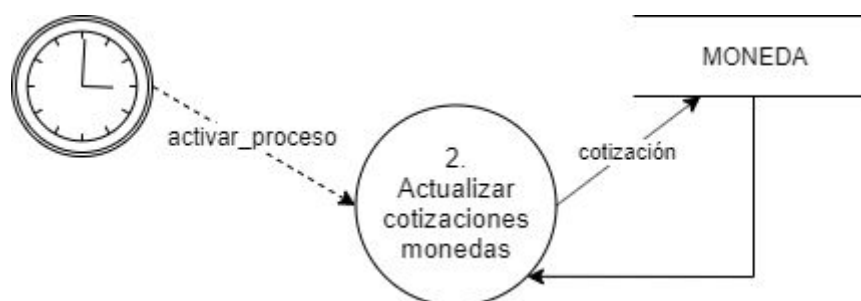 MONEDA
activar_proceso
cotización
2.
Actualizar
cotizaciones
monedas